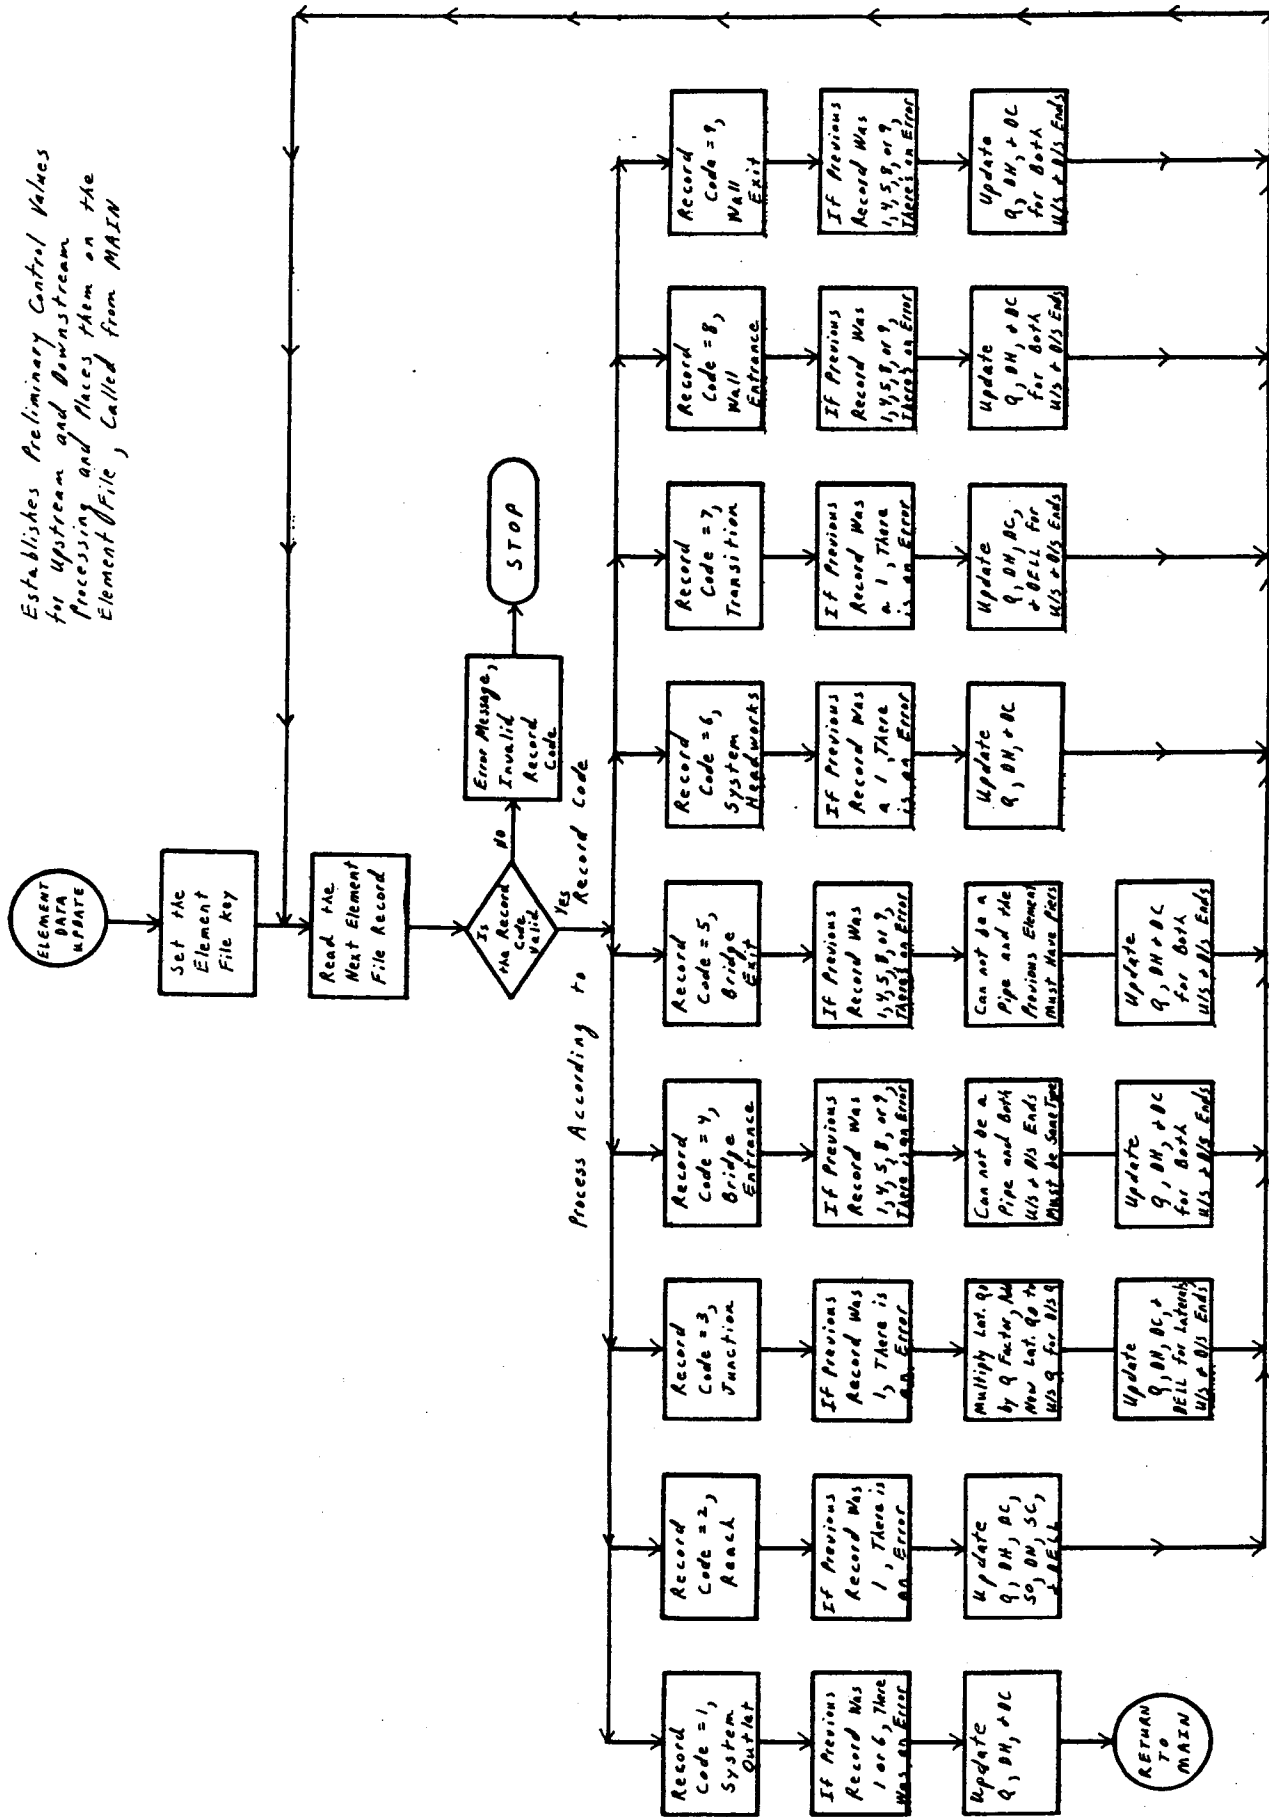 Establishes Preliminary Control Values
for Upstream and Downstream
Processing and Places them on the
Element File, Called from MAIN
ELEMENT
DATA
UPDATE
Set the
Element
File Key
Read the
Next Element
File Record
Is
the Record
Code
Valid
NO
Error Message,
Invalid
Record
Code
STOP
YES
Process According to Record Code
Record
Code = 1,
System
Outlet
If Previous
Record Was
1 or 6, There
Was an Error
Update
Q, DH, + DC
RETURN
TO
MAIN
Record
Code = 2,
Reach
If Previous
Record Was
1, There is
an Error
Update
Q, DH, DC,
SO, DN, SC,
+ DELL
Record
Code = 3,
Junction
If Previous
Record Was
1, There is
an Error
Multiply Lat. Qs
by Q Factor, Add
New Lat. Qs to
U/S Q for D/S Q
Update
Q, DH, DC, +
DELL for Laterals,
U/S + D/S Ends
Record
Code = 4,
Bridge
Entrance
If Previous
Record Was
1, 4, 5, 8, or 9,
There is an Error
Can not be a
Pipe and Both
U/S + D/S Ends
Must be Same Type
Update
Q, DH, + DC
for Both
U/S + D/S Ends
Record
Code = 5,
Bridge
Exit
If Previous
Record Was
1, 4, 5, 8, or 9,
There's an Error
Can not be a
Pipe and the
Previous Element
Must Have Piers
Update
Q, DH + DC
for Both
U/S + D/S Ends
Record
Code = 6,
System
Headworks
If Previous
Record Was
a 1, There
is an Error
Update
Q, DH, + DC
Record
Code = 7,
Transition
If Previous
Record Was
a 1, There
is an Error
Update
Q, DH, DC,
+ DELL for
U/S + D/S Ends
Record
Code = 8,
Wall
Entrance
If Previous
Record Was
1, 4, 5, 8, or 9,
There's an Error
Update
Q, DH, + DC
for Both
U/S + D/S Ends
Record
Code = 9,
Wall
Exit
If Previous
Record Was
1, 4, 5, 8, or 9,
There's an Error
Update
Q, DH, + DC
for Both
U/S + D/S Ends